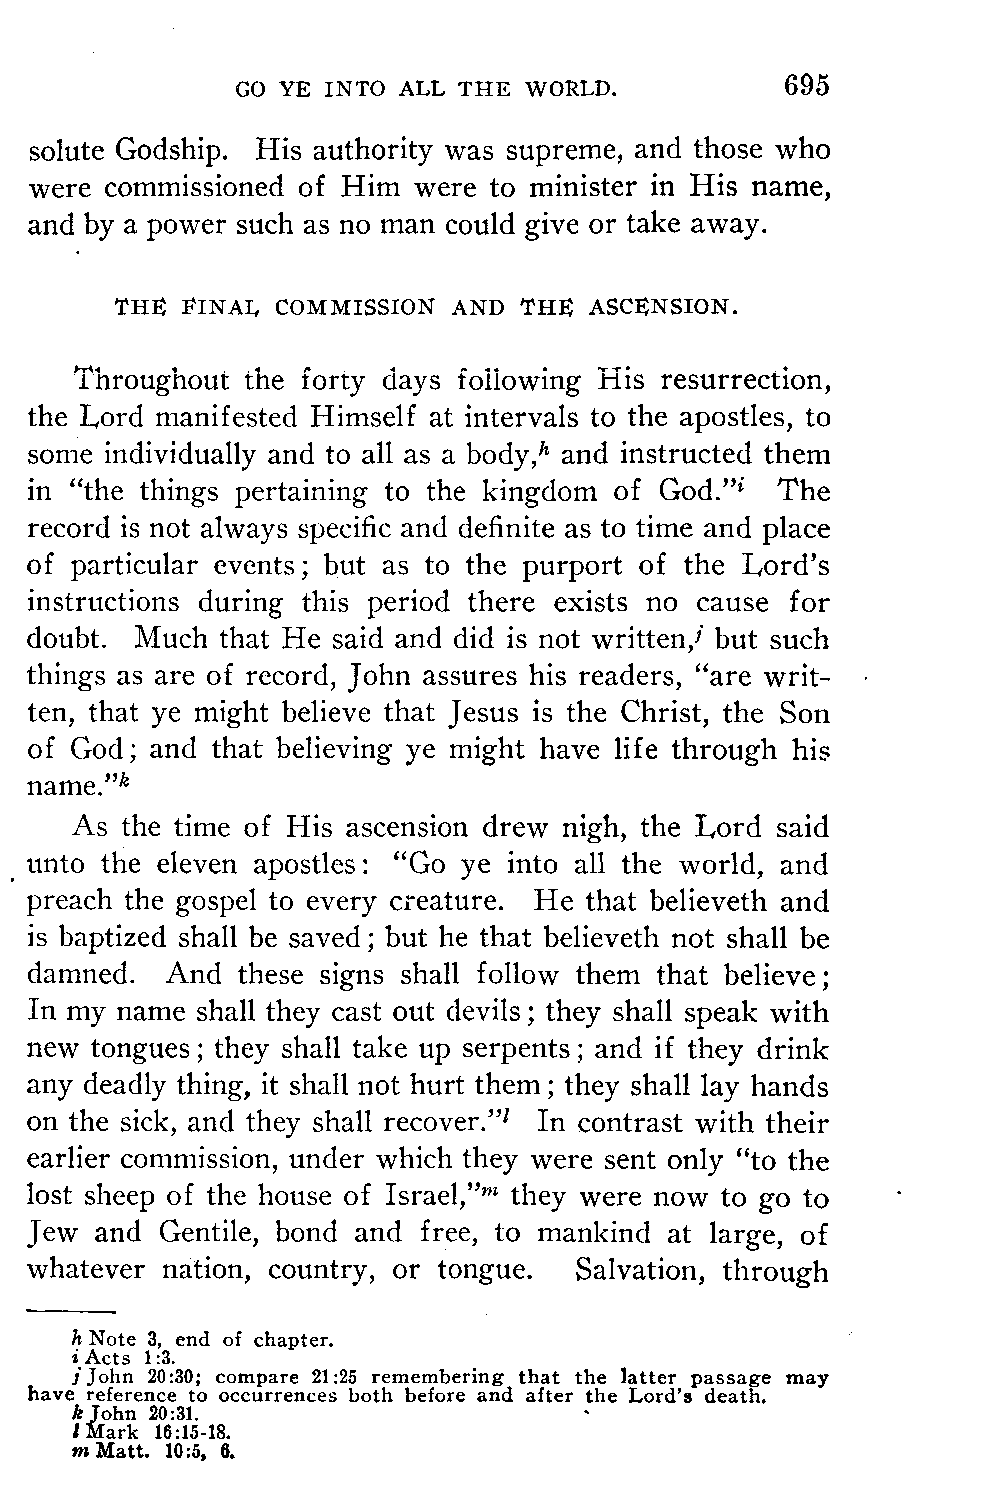 GO YE INTO ALL THE WORLD. 695
solute Godship. His authority was supreme, and those who
were commissioned of Him were to minister in His name,
and by a power such as no man could give or take away.
THE FINAL COMMISSION AND THE ASCENSION.
Throughout the forty days following His resurrection,
the Lord manifested Himself at intervals to the apostles, to
some individually and to all as a body,h and instructed them
in “the things pertaining to the kingdom of God.”i The
record is not always specific and definite as to time and place
of particular events; but as to the purport of the Lord’s
instructions during this period there exists no cause for
doubt. Much that He said and did is not written,j but such
things as are of record, John assures his readers, “are writ-
ten, that ye might believe that Jesus is the Christ, the Son
of God; and that believing ye might have life through his
name.”k
As the time of His ascension drew nigh, the Lord said
unto the eleven apostles: “Go ye into all the world, and
preach the gospel to every creature. He that believeth and
is baptized shall be saved; but he that believeth not shall be
damned. And these signs shall follow them that believe;
In my name shall they cast out devils; they shall speak with
new tongues; they shall take up serpents; and if they drink
any deadly thing, it shall not hurt them; they shall lay hands
on the sick, and they shall recover.”l In contrast with their
earlier commission, under which they were sent only “to the
lost sheep of the house of Israel,”m they were now to go to
Jew and Gentile, bond and free, to mankind at large, of
whatever nation, country, or tongue. Salvation, through
h Note 3, end of chapter.
i Acts 1:3.
j John 20:30; compare 21:25 remembering that the latter passage may
have reference to occurrences both before and after the Lord’s death.
k John 20:31.
l Mark 16:15-18.
m Matt. 10:5, 6.